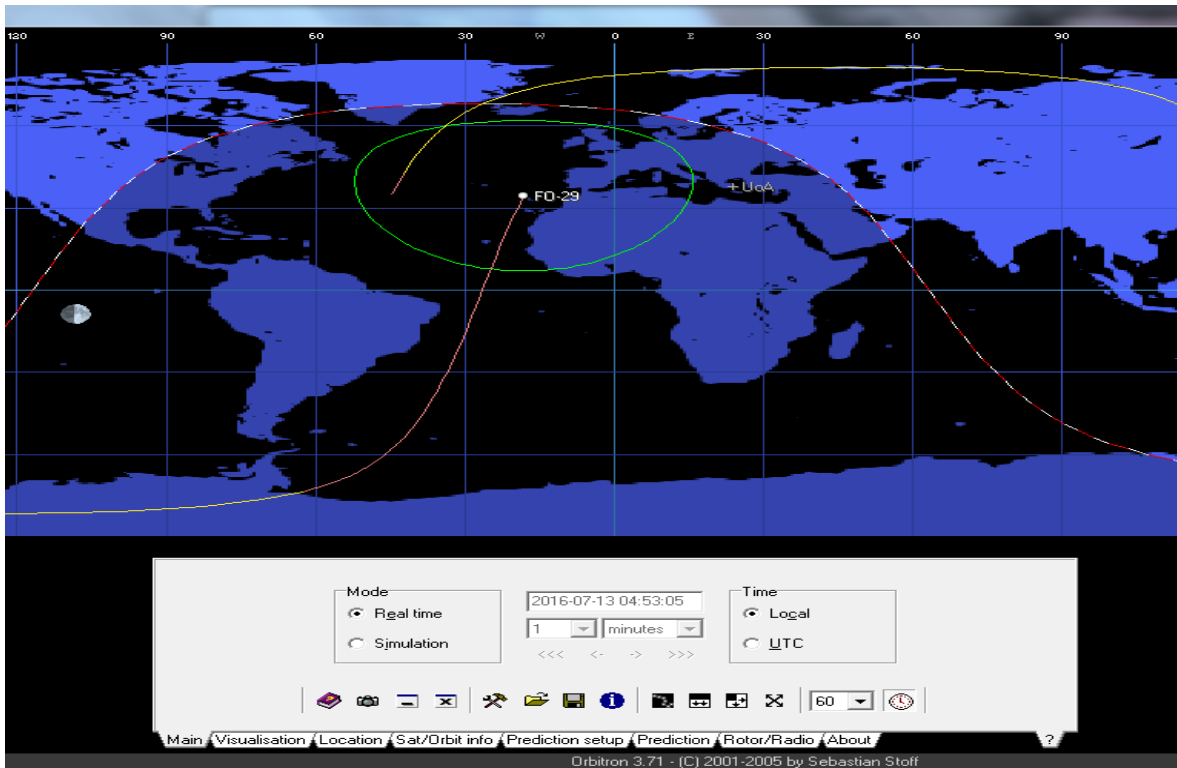 120 90 60 30 W 0 E 30 60 90
+UoA
FO-29
Mode Time
2016-07-13 04:53:05
Real time Local
1 minutes
Simulation UTC
<<< <- -> >>>
60
Main Visualisation Location Sat/Orbit info Prediction setup Prediction Rotor/Radio About ?
Orbitron 3.71 - (C) 2001-2005 by Sebastian Stoff